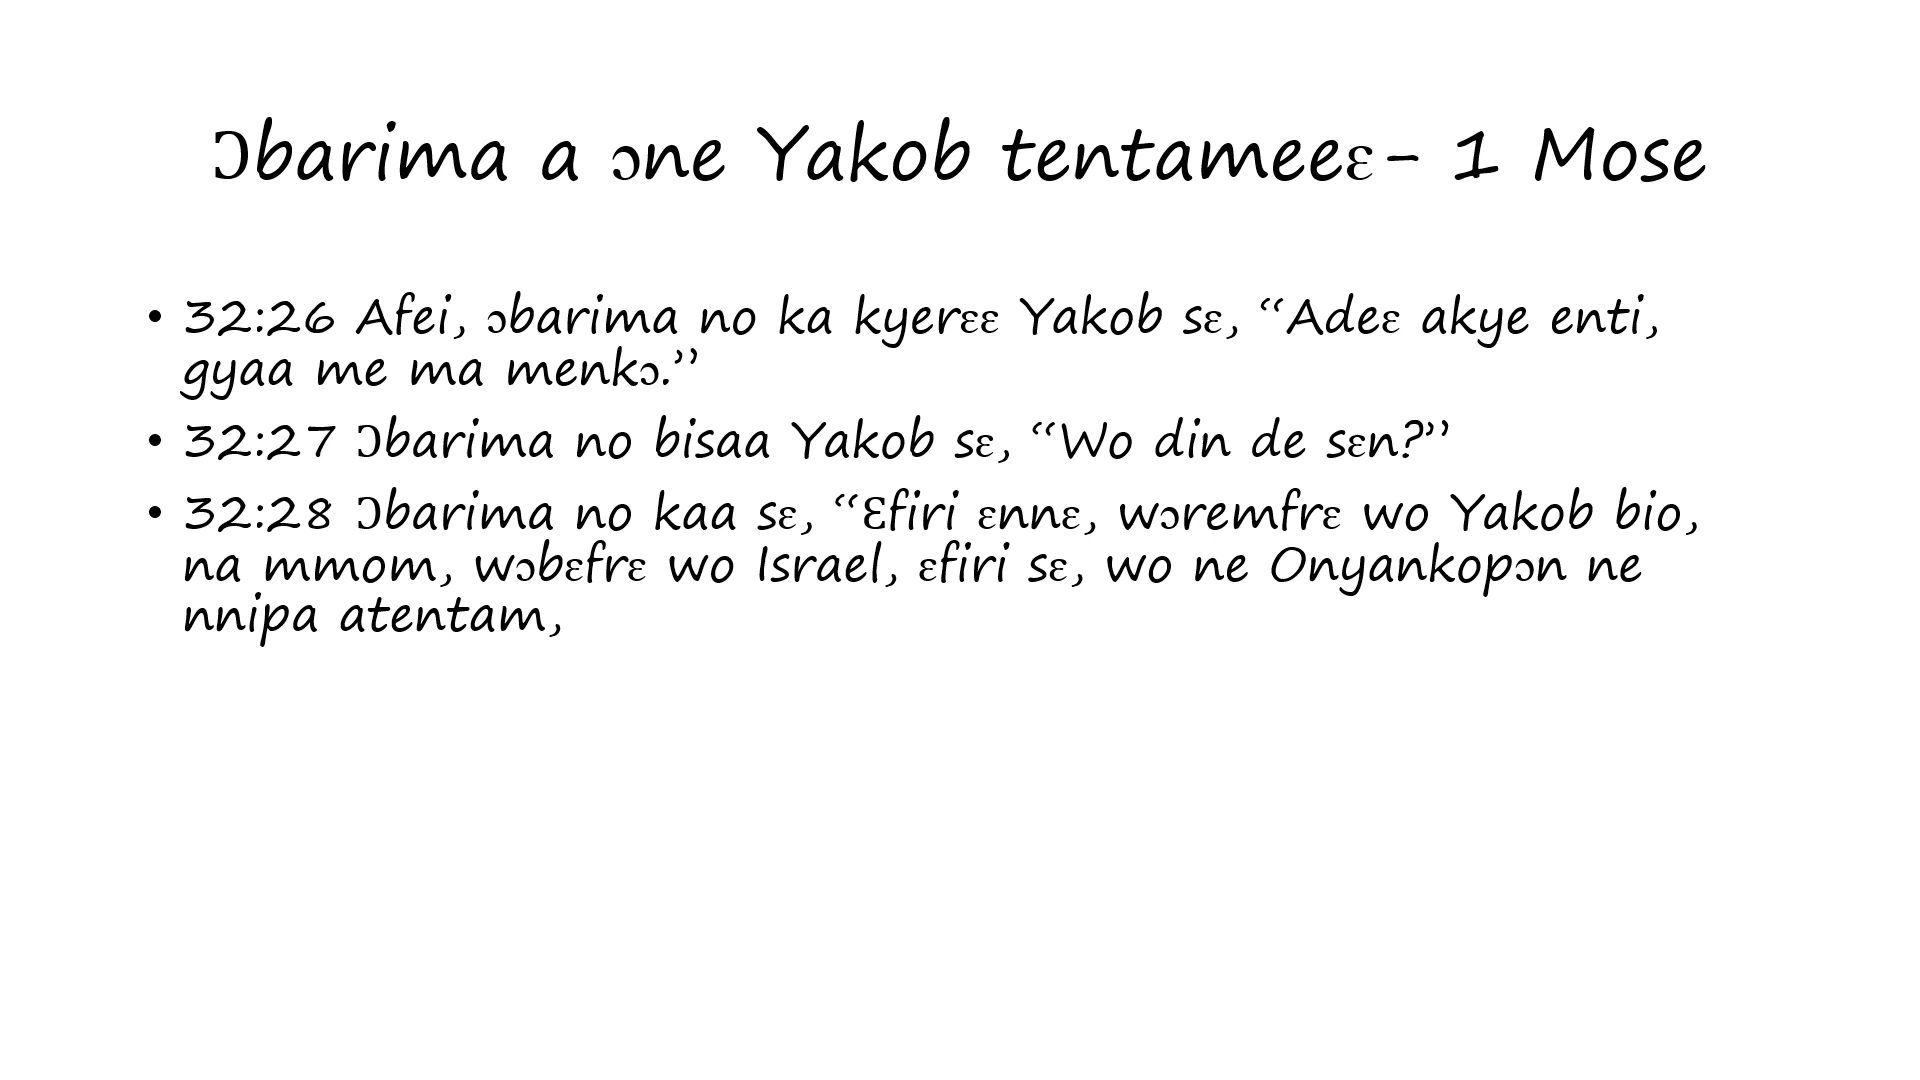 Ɔbarima a ɔne Yakob tentameeɛ- 1 Mose
• 32:26 Afei, ɔbarima no ka kyerɛɛ Yakob sɛ, “Adeɛ akye enti,
gyaa me ma menkɔ.”
• 32:27 Ɔbarima no bisaa Yakob sɛ, “Wo din de sɛn?”
• 32:28 Ɔbarima no kaa sɛ, “Ɛfiri ɛnnɛ, wɔremfrɛ wo Yakob bio,
na mmom, wɔbɛfrɛ wo Israel, ɛfiri sɛ, wo ne Onyankopɔn ne
nnipa atentam,